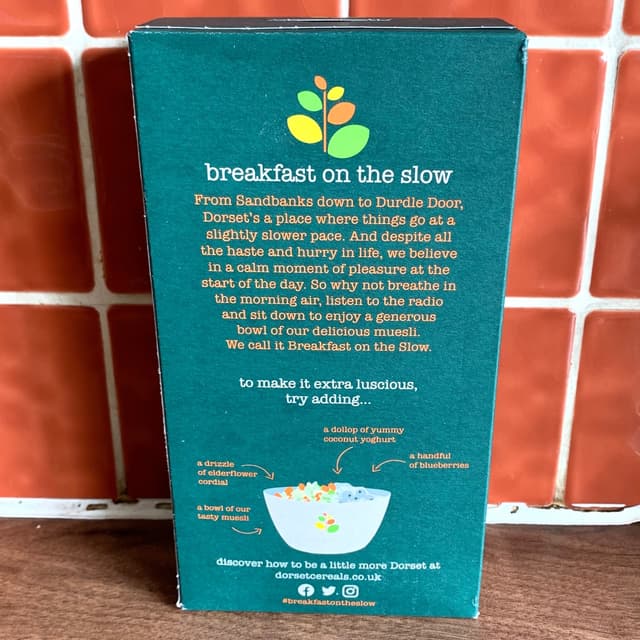 breakfast on the slow
From Sandbanks down to Durdle Door,
Dorset's a place where things go at a
slightly slower pace. And despite all
the haste and hurry in life, we believe
in a calm moment of pleasure at the
start of the day. So why not breathe in
the morning air, listen to the radio
and sit down to enjoy a generous
bowl of our delicious muesli.
We call it Breakfast on the Slow.
to make it extra luscious,
try adding...
a dollop of yummy
coconut yoghurt
a handful
of blueberries
a drizzle
of elderflower
cordial
a bowl of our
tasty muesli
discover how to be a little more Dorset at
dorsetcereals.co.uk
#breakfastontheslow